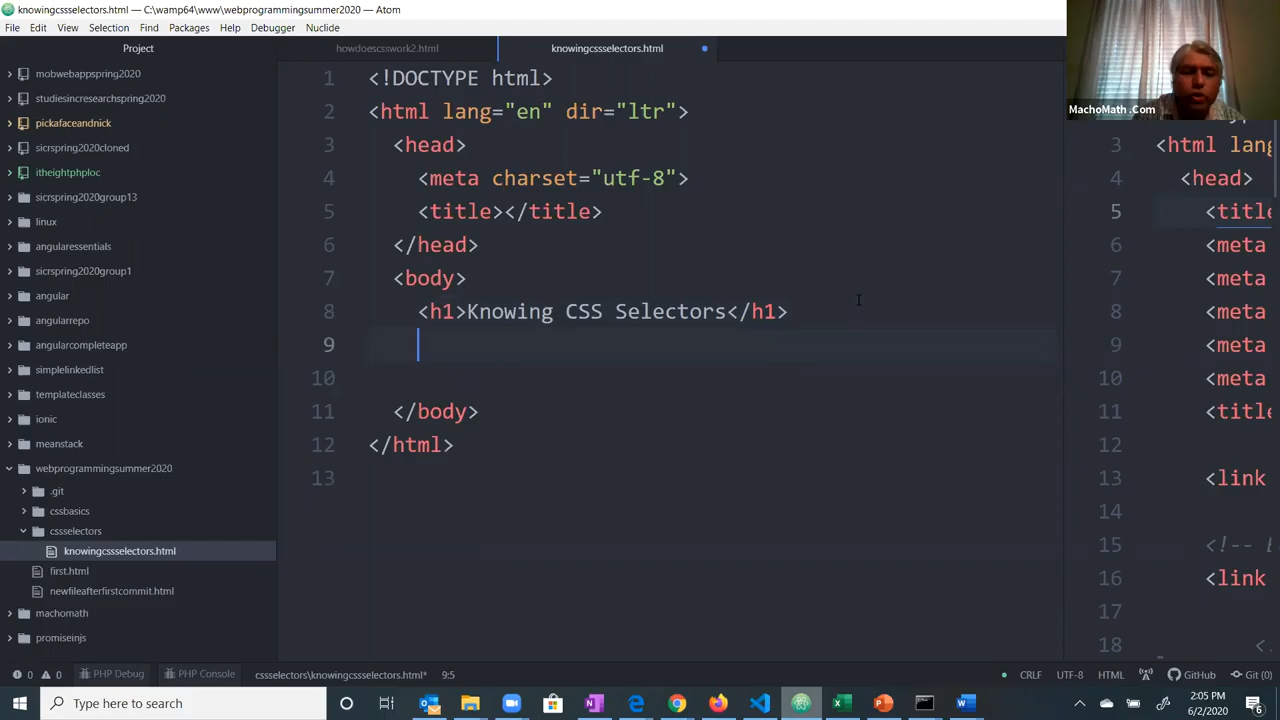 knowingcssselectors.html — C:\wamp64\www\webprogrammingsummer2020 — Atom
File Edit View Selection Find Packages Help Debugger Nuclide
Project
howdoescsswork2.html
knowingcssselectors.html
mobwebappspring2020
studiesincresearchspring2020
pickafaceandnick
sicrspring2020cloned
itheightphploc
sicrspring2020group13
linux
angularessentials
sicrspring2020group1
angular
angularrepo
angularcompleteapp
simplelinkedlist
templateclasses
ionic
meanstack
webprogrammingsummer2020
.git
cssbasics
cssselectors
knowingcssselectors.html
first.html
newfileafterfirstcommit.html
machomath
promiseinjs
1 <!DOCTYPE html>
2 <html lang="en" dir="ltr">
3 <head>
4 <meta charset="utf-8">
5 <title></title>
6 </head>
7 <body>
8 <h1>Knowing CSS Selectors</h1>
9
10
11 </body>
12 </html>
13
MachoMath .Com
3 <html lang
4 <head>
5 <title
6 <meta
7 <meta
8 <meta
9 <meta
10 <meta
11 <title
12
13 <link
14
15 <!--
16 <link
17
18 <!
0 0 PHP Debug PHP Console cssselectors\knowingcssselectors.html* 9:5
CRLF UTF-8 HTML GitHub Git (0)
Type here to search
2:05 PM
6/2/2020
6